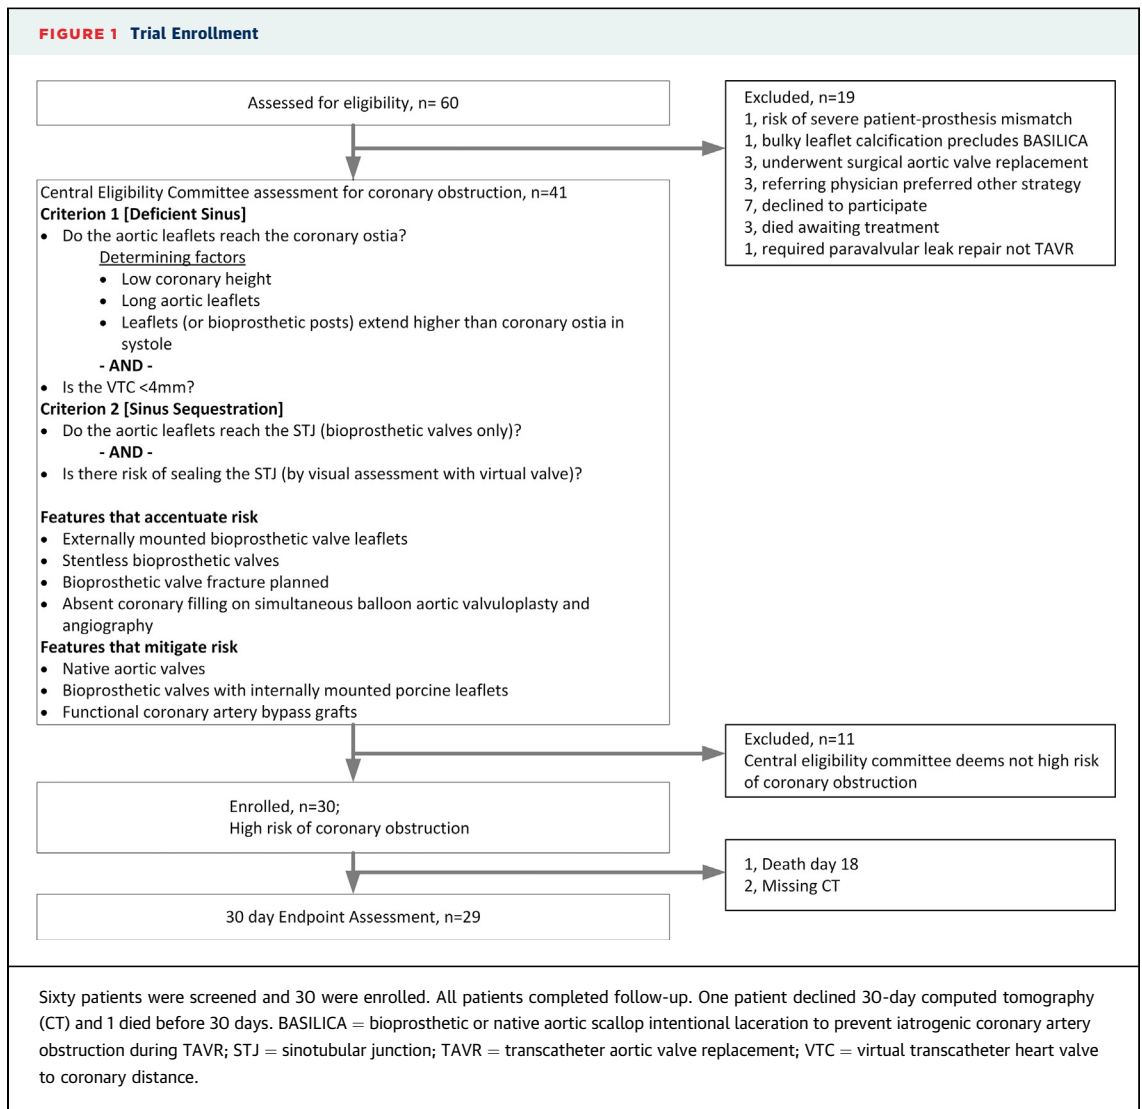 FIGURE 1 Trial Enrollment
Assessed for eligibility, n= 60
Excluded, n=19
1, risk of severe patient-prosthesis mismatch
1, bulky leaflet calcification precludes BASILICA
3, underwent surgical aortic valve replacement
3, referring physician preferred other strategy
7, declined to participate
3, died awaiting treatment
1, required paravalvular leak repair not TAVR
Central Eligibility Committee assessment for coronary obstruction, n=41
Criterion 1 [Deficient Sinus]
• Do the aortic leaflets reach the coronary ostia?
Determining factors
• Low coronary height
• Long aortic leaflets
• Leaflets (or bioprosthetic posts) extend higher than coronary ostia in
systole
- AND -
• Is the VTC <4mm?
Criterion 2 [Sinus Sequestration]
• Do the aortic leaflets reach the STJ (bioprosthetic valves only)?
- AND -
• Is there risk of sealing the STJ (by visual assessment with virtual valve)?
Features that accentuate risk
• Externally mounted bioprosthetic valve leaflets
• Stentless bioprosthetic valves
• Bioprosthetic valve fracture planned
• Absent coronary filling on simultaneous balloon aortic valvuloplasty and
angiography
Features that mitigate risk
• Native aortic valves
• Bioprosthetic valves with internally mounted porcine leaflets
• Functional coronary artery bypass grafts
Excluded, n=11
Central eligibility committee deems not high risk
of coronary obstruction
Enrolled, n=30;
High risk of coronary obstruction
1, Death day 18
2, Missing CT
30 day Endpoint Assessment, n=29
Sixty patients were screened and 30 were enrolled. All patients completed follow-up. One patient declined 30-day computed tomography
(CT) and 1 died before 30 days. BASILICA = bioprosthetic or native aortic scallop intentional laceration to prevent iatrogenic coronary artery
obstruction during TAVR; STJ = sinotubular junction; TAVR = transcatheter aortic valve replacement; VTC = virtual transcatheter heart valve
to coronary distance.